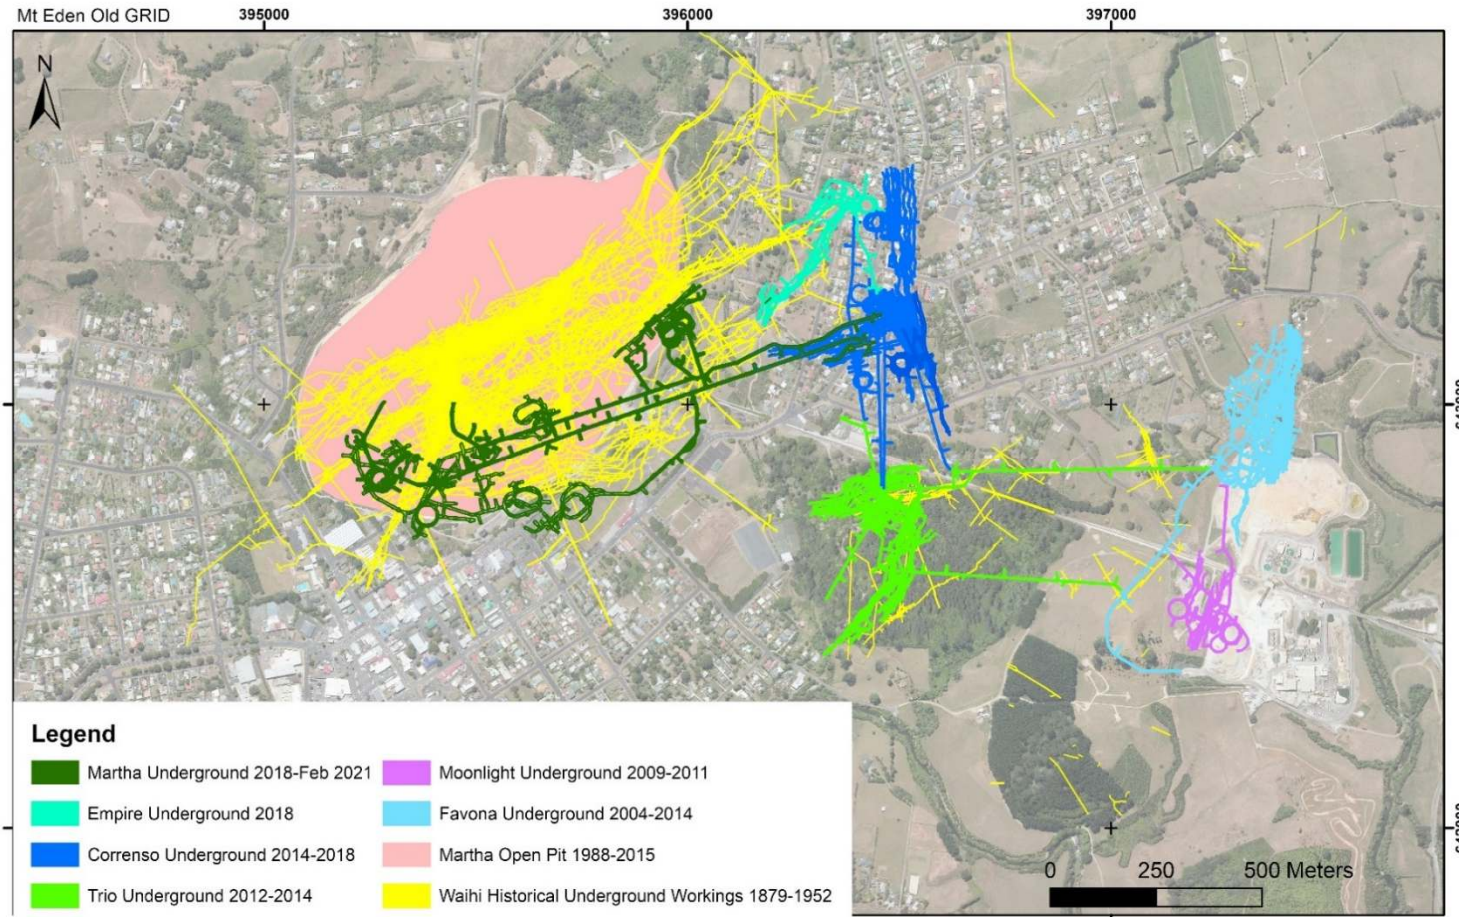 Mt Eden Old GRID
395000
396000
397000
N
Legend
Martha Underground 2018-Feb 2021
Empire Underground 2018
Correnso Underground 2014-2018
Trio Underground 2012-2014
Moonlight Underground 2009-2011
Favona Underground 2004-2014
Martha Open Pit 1988-2015
Waihi Historical Underground Workings 1879-1952
0 250 500 Meters